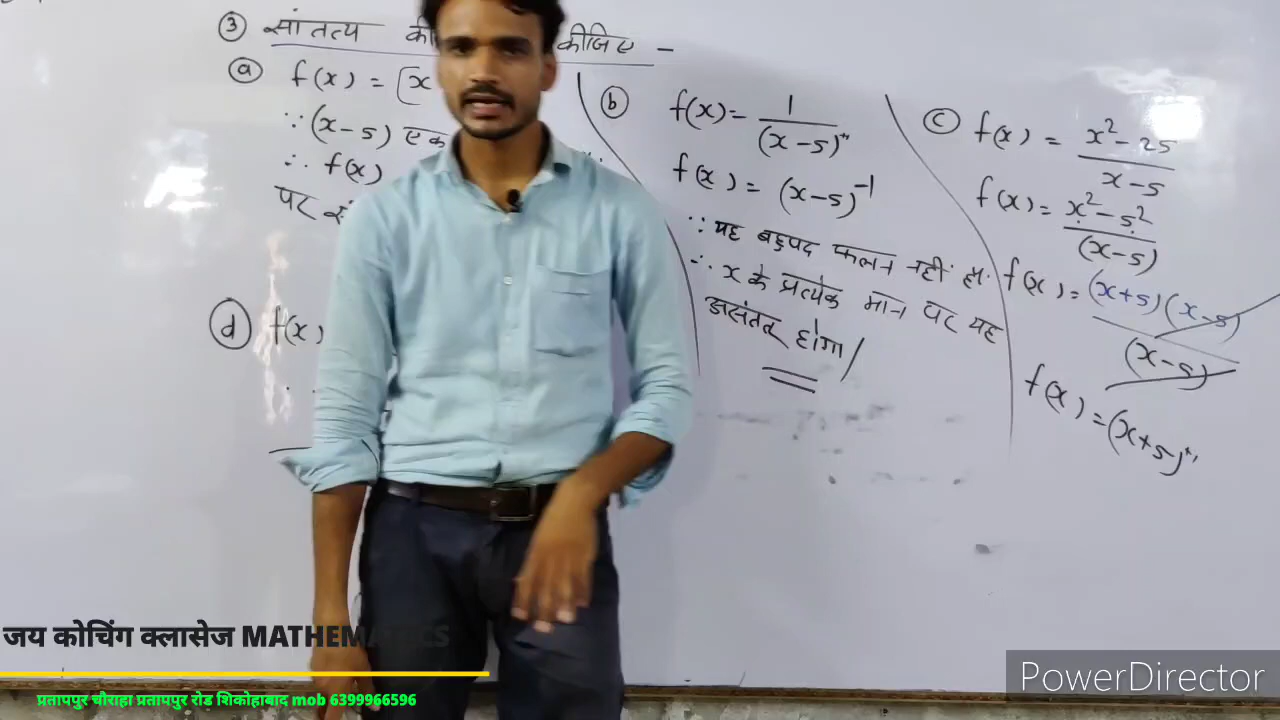 ③ सांतत्य की कीजिए –
ⓐ f(x) = [x
∵ (x-5) एक
∴ f(x)
पर
ⓓ f(x)
ⓑ f(x) = 1/(x-5)
f(x) = (x-5)⁻¹
∵ यह बहुपद फलन नहीं है।
∴ x के प्रत्येक मान पर यह
असंतत होगा/
ⓒ f(x) = x²-25/x-5
f(x) = x²-5²/(x-5)
f(x) = (x+5)(x-5)/(x-5)
f(x) = (x+5)
जय कोचिंग क्लासेज MATHEMATICS
प्रतापपुर चौराहा प्रतापपुर रोड शिकोहाबाद mob 6399966596
PowerDirector